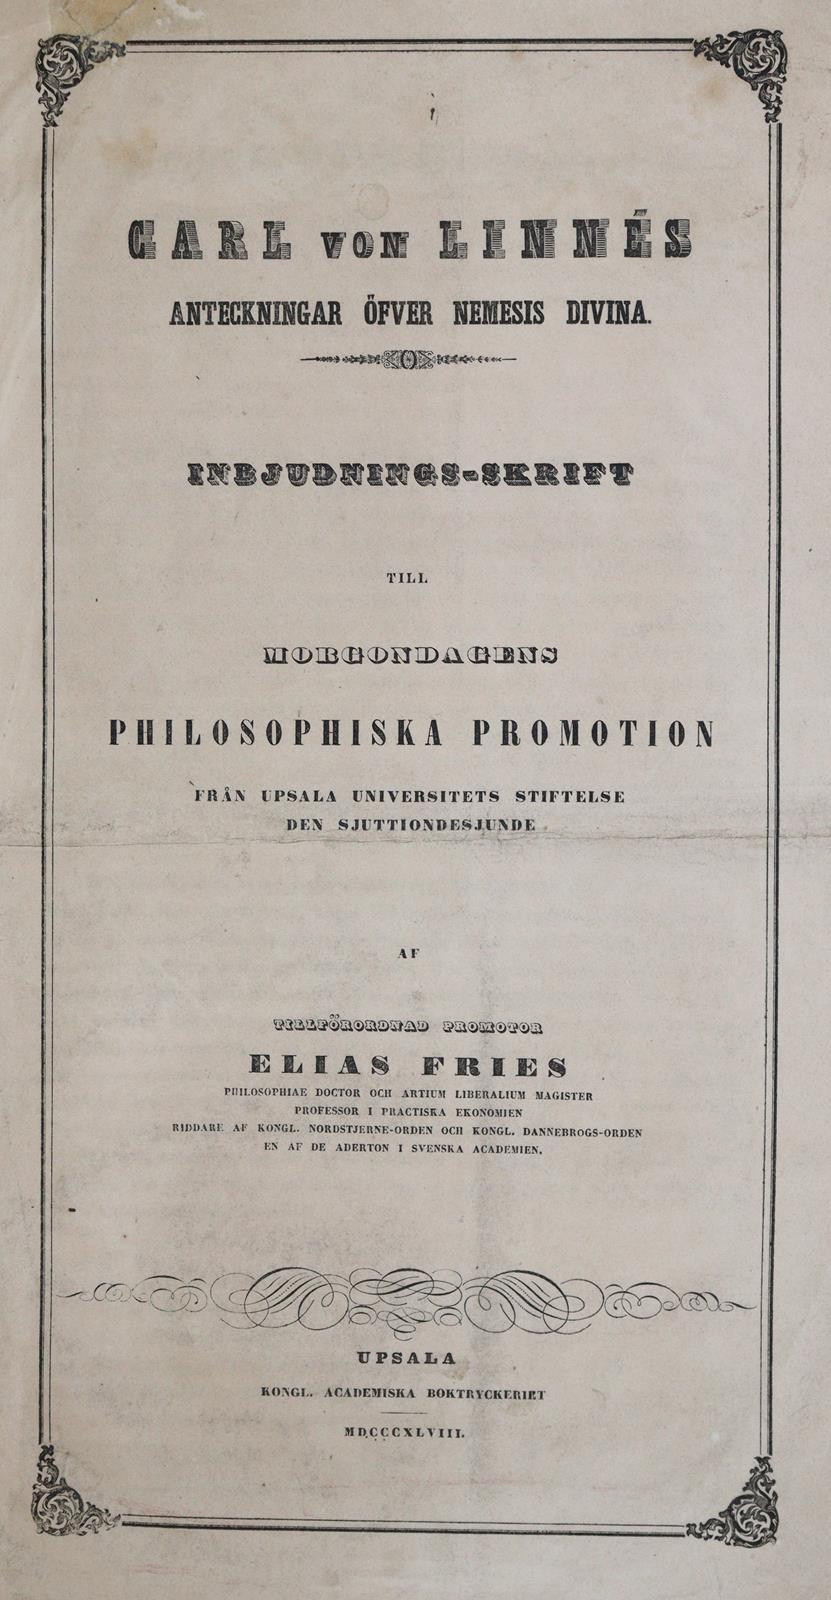 CARL VON LINNÉS
ANTECKNINGAR ÖFVER NEMESIS DIVINA.
INBJUDNINGS-SKRIFT
TILL
MORGONDAGENS
PHILOSOPHISKA PROMOTION
FRÅN UPSALA UNIVERSITETS STIFTELSE
DEN SJUTTIONDESJUNDE
AF
TILLFÖRORDNAD PROMOTOR
ELIAS FRIES
PHILOSOPHIAE DOCTOR OCH ARTIUM LIBERALIUM MAGISTER
PROFESSOR I PRACTISKA EKONOMIEN
RIDDARE AF KONGL. NORDSTJERNE-ORDEN OCH KONGL. DANNEBROGS-ORDEN
EN AF DE ADERTON I SVENSKA ACADEMIEN.
UPSALA
KONGL. ACADEMISKA BOKTRYCKERIET
MDCCCXLVIII.